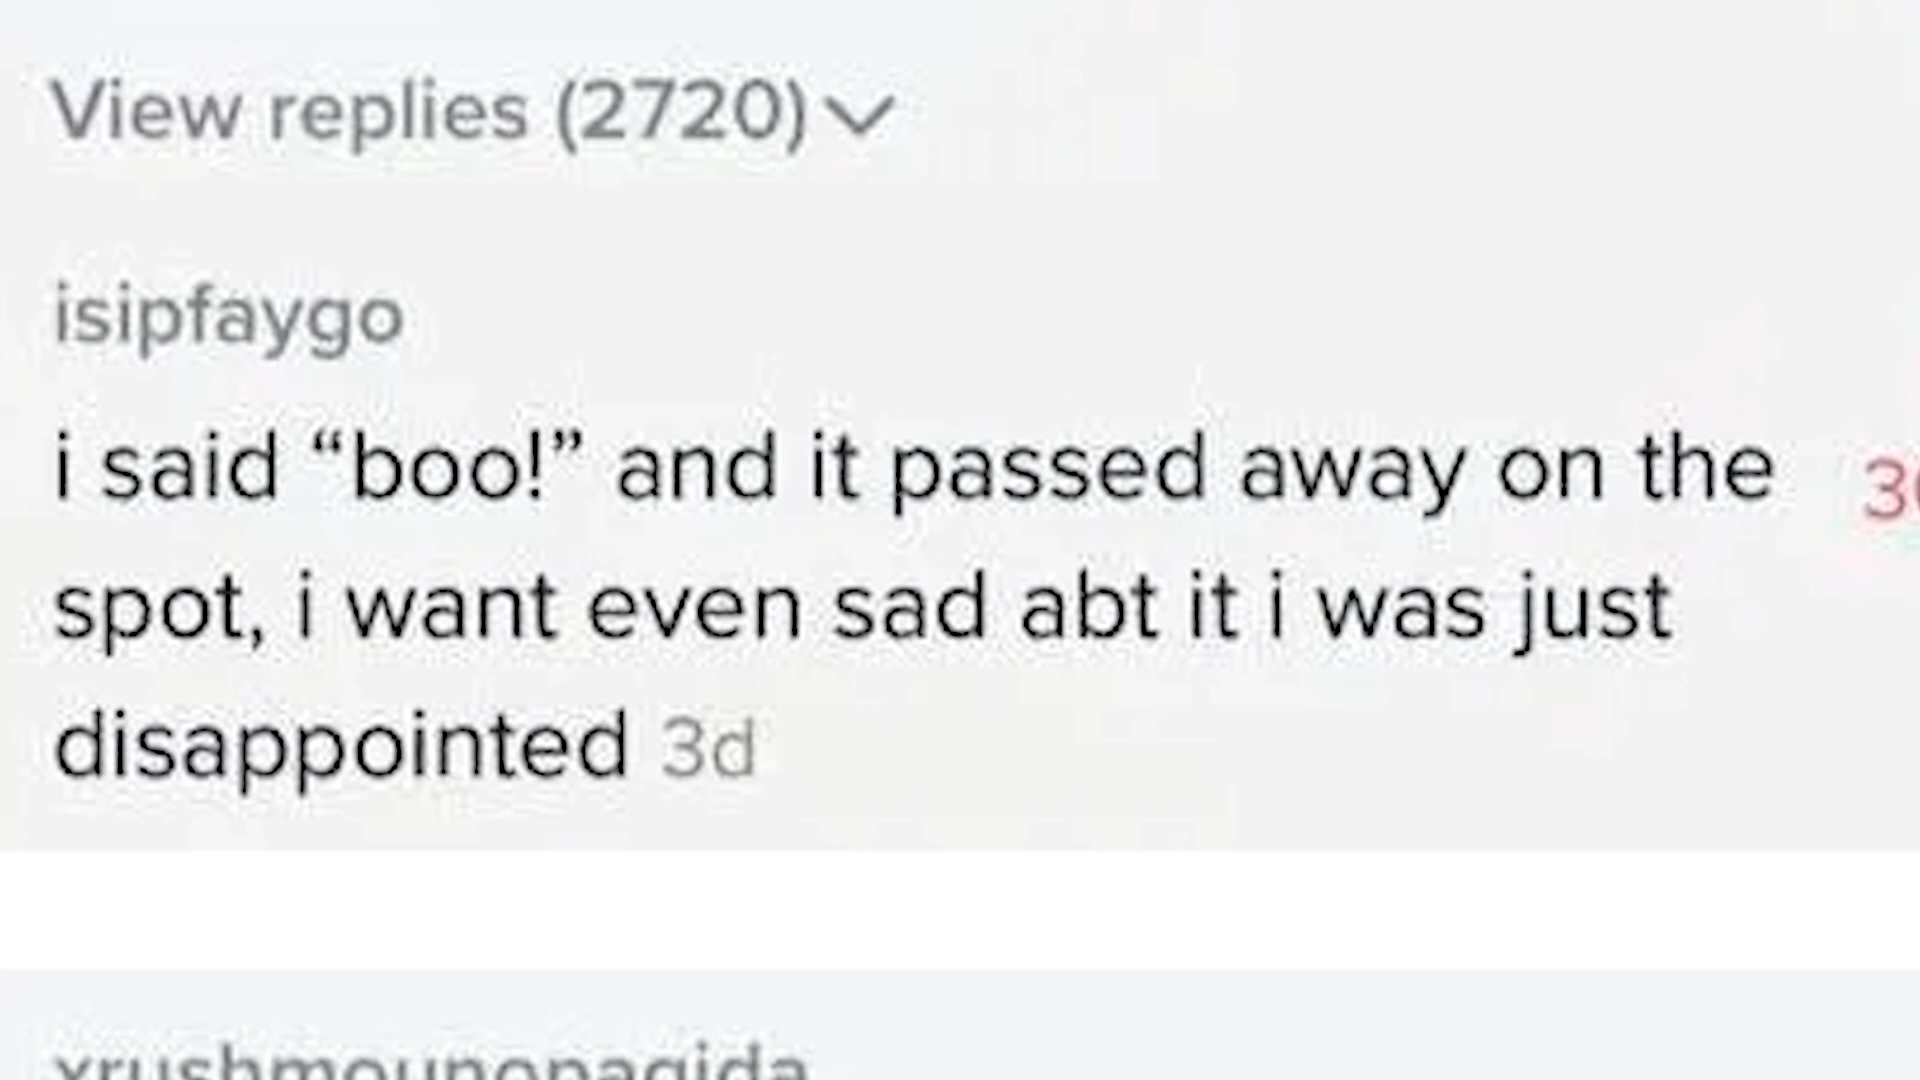 View replies (2720)
isipfaygo
i said “boo!” and it passed away on the
spot, i want even sad abt it i was just
disappointed 3d